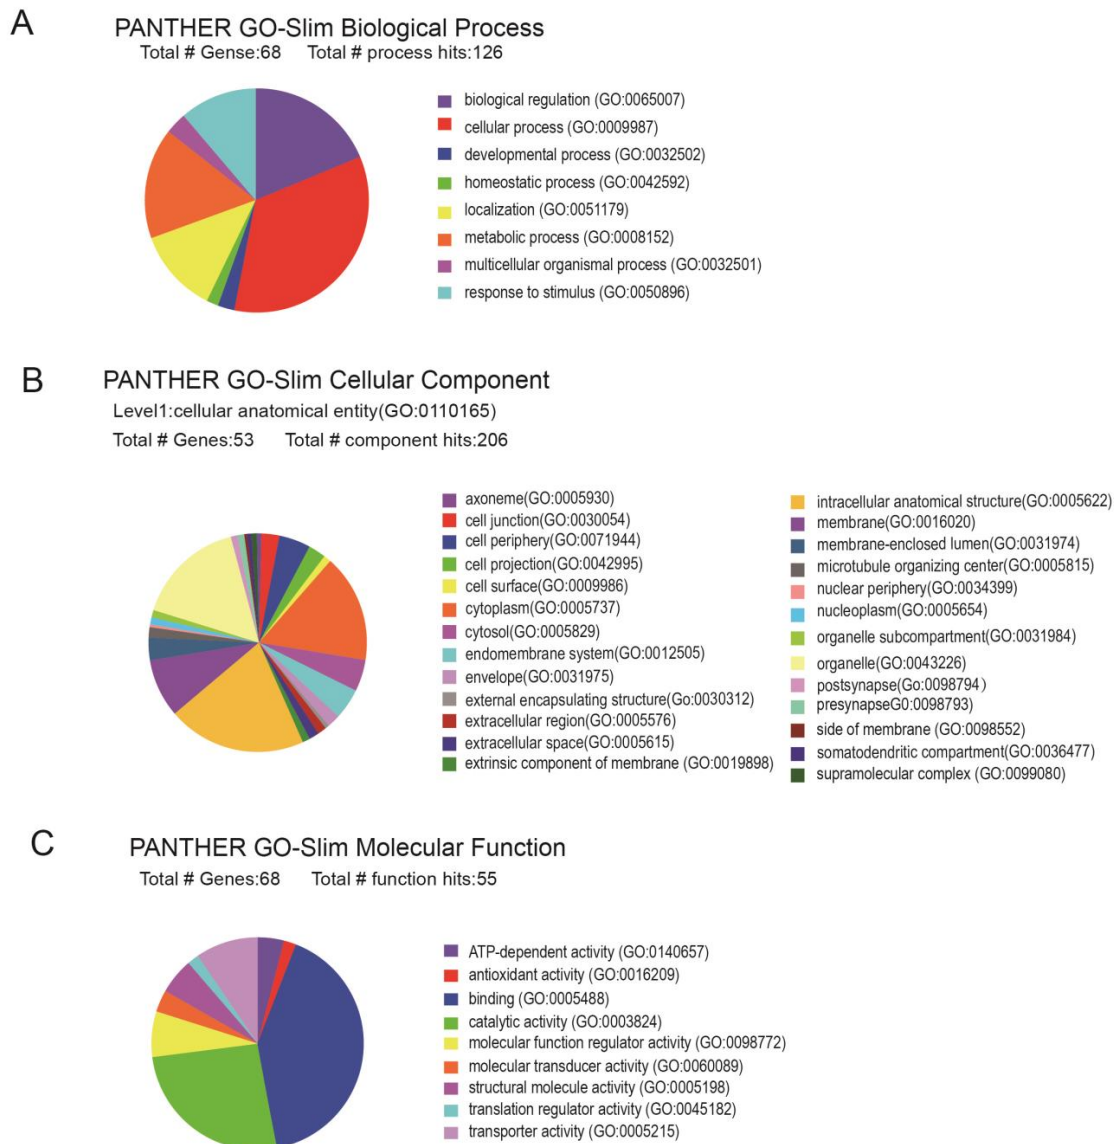 A
PANTHER GO-Slim Biological Process
Total # Gense:68 Total # process hits:126
biological regulation (GO:0065007)
cellular process (GO:0009987)
developmental process (GO:0032502)
homeostatic process (GO:0042592)
localization (GO:0051179)
metabolic process (GO:0008152)
multicellular organismal process (GO:0032501)
response to stimulus (GO:0050896)
B
PANTHER GO-Slim Cellular Component
Level1:cellular anatomical entity(GO:0110165)
Total # Genes:53 Total # component hits:206
axoneme(GO:0005930)
cell junction(GO:0030054)
cell periphery(GO:0071944)
cell projection(GO:0042995)
cell surface(GO:0009986)
cytoplasm(GO:0005737)
cytosol(GO:0005829)
endomembrane system(GO:0012505)
envelope(GO:0031975)
external encapsulating structure(Go:0030312)
extracellular region(GO:0005576)
extracellular space(GO:0005615)
extrinsic component of membrane (GO:0019898)
intracellular anatomical structure(GO:0005622)
membrane(GO:0016020)
membrane-enclosed lumen(GO:0031974)
microtubule organizing center(GO:0005815)
nuclear periphery(GO:0034399)
nucleoplasm(GO:0005654)
organelle subcompartment(GO:0031984)
organelle(GO:0043226)
postsynapse(Go:0098794)
presynapseG0:0098793)
side of membrane (GO:0098552)
somatodendritic compartment(GO:0036477)
supramolecular complex (GO:0099080)
C
PANTHER GO-Slim Molecular Function
Total # Genes:68 Total # function hits:55
ATP-dependent activity (GO:0140657)
antioxidant activity (GO:0016209)
binding (GO:0005488)
catalytic activity (GO:0003824)
molecular function regulator activity (GO:0098772)
molecular transducer activity (GO:0060089)
structural molecule activity (GO:0005198)
translation regulator activity (GO:0045182)
transporter activity (GO:0005215)